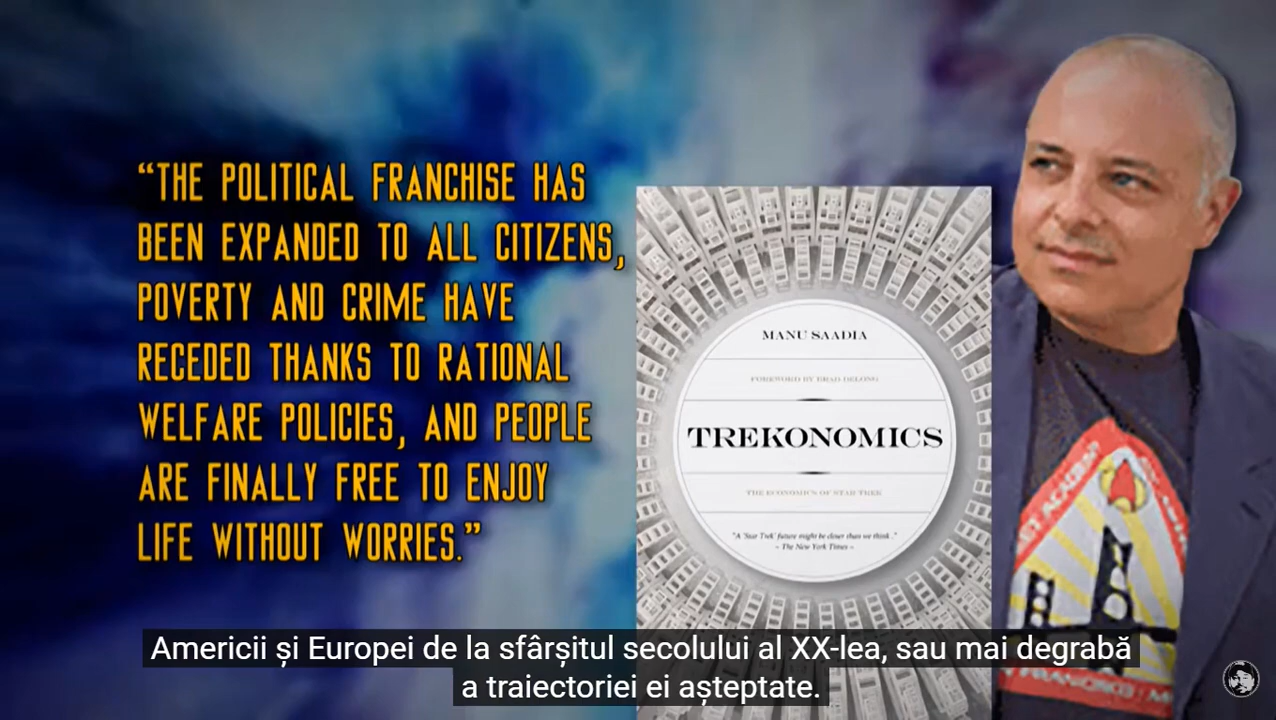 “THE POLITICAL FRANCHISE HAS
BEEN EXPANDED TO ALL CITIZENS,
POVERTY AND CRIME HAVE
RECEDED THANKS TO RATIONAL
WELFARE POLICIES, AND PEOPLE
ARE FINALLY FREE TO ENJOY
LIFE WITHOUT WORRIES.”
MANU SAADIA
FOREWORD BY BRAD DELONG
TREKONOMICS
THE ECONOMICS OF STAR TREK
"A 'Star Trek' future might be closer than we think."
~ The New York Times ~
ACADEMY
FRANCISCO
Americii și Europei de la sfârșitul secolului al XX-lea, sau mai degrabă
a traiectoriei ei așteptate.